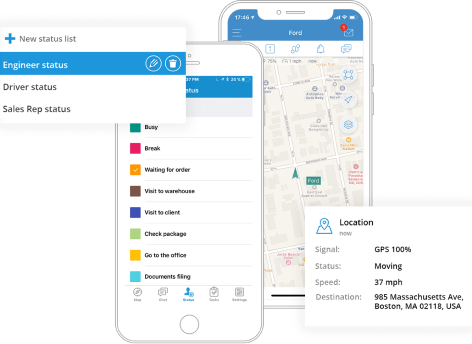 New status list
Engineer status
Driver status
Sales Rep status
Busy
Break
Waiting for order
Visit to warehouse
Visit to client
Check package
Go to the office
Documents filing
Map
Chat
Status
Tasks
Settings
17:46
Ford
75%
1 mph
now
Ford
Location
now
Signal: GPS 100%
Status: Moving
Speed: 37 mph
Destination: 985 Massachusetts Ave,
Boston, MA 02118, USA